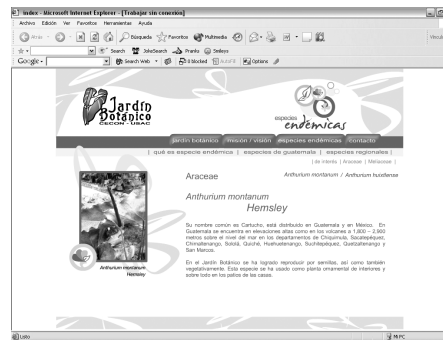 index - Microsoft Internet Explorer - [Trabajar sin conexión]
Archivo Edición Ver Favoritos Herramientas Ayuda
Atrás Búsqueda Favoritos Multimedia
Search JokeSearch Pranks Smileys
Google Search Web 0 blocked AutoFill Options
Jardín
Botánico
CECON - USAC
especies
endémicas
jardín botánico misión / visión especies endémicas contacto
| qué es especie endémica | especies de guatemala | especies regionales |
| de interés | Araceae | Meliaceae |
Araceae
Anthurium montanum / Anthurium huixtlense
Anthurium montanum
Hemsley
Su nombre común es Cartucho, está distribuido en Guatemala y en México. En
Guatemala se encuentra en elevaciones altas como en los volcanes a 1,800 – 2,900
metros sobre el nivel del mar en los departamentos de Chiquimula, Sacatepéquez,
Chimaltenango, Sololá, Quiché, Huehuetenango, Suchitepéquez, Quetzaltenango y
San Marcos.
En el Jardín Botánico se ha logrado reproducir por semillas, así como también
vegetativamente. Esta especie se ha usado como planta ornamental de interiores y
sobre todo en los patios de las casas.
Anthurium montanum
Hemsley
Listo
Mi PC